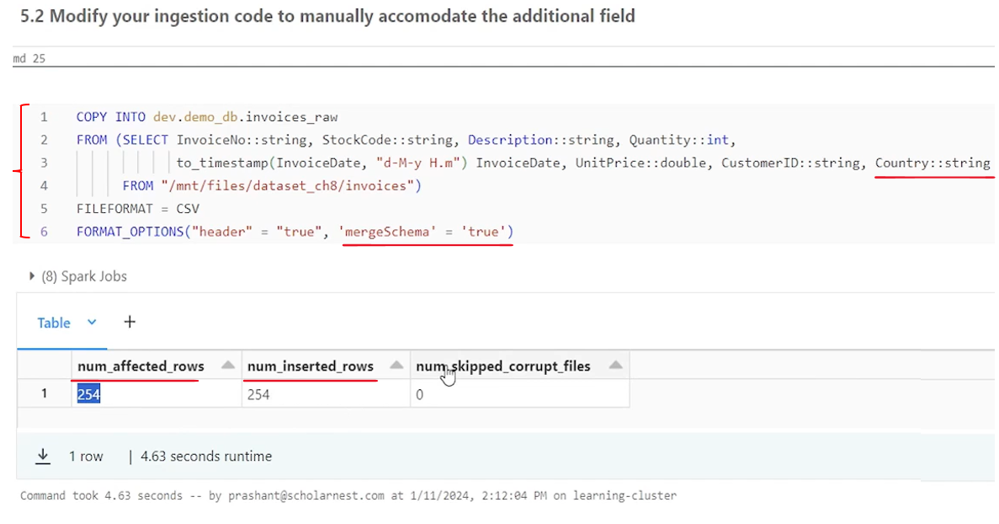 5.2 Modify your ingestion code to manually accomodate the additional field
md 25
1 COPY INTO dev.demo_db.invoices_raw
2 FROM (SELECT InvoiceNo::string, StockCode::string, Description::string, Quantity::int,
3 to_timestamp(InvoiceDate, "d-M-y H.m") InvoiceDate, UnitPrice::double, CustomerID::string, Country::string
4 FROM "/mnt/files/dataset_ch8/invoices")
5 FILEFORMAT = CSV
6 FORMAT_OPTIONS("header" = "true", 'mergeSchema' = 'true')
(8) Spark Jobs
Table +
num_affected_rows num_inserted_rows num_skipped_corrupt_files
1 254 254 0
1 row | 4.63 seconds runtime
Command took 4.63 seconds -- by prashant@scholarnest.com at 1/11/2024, 2:12:04 PM on learning-cluster